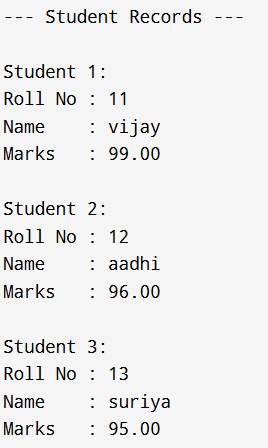 --- Student Records ---
Student 1:
Roll No : 11
Name    : vijay
Marks   : 99.00
Student 2:
Roll No : 12
Name    : aadhi
Marks   : 96.00
Student 3:
Roll No : 13
Name    : suriya
Marks   : 95.00